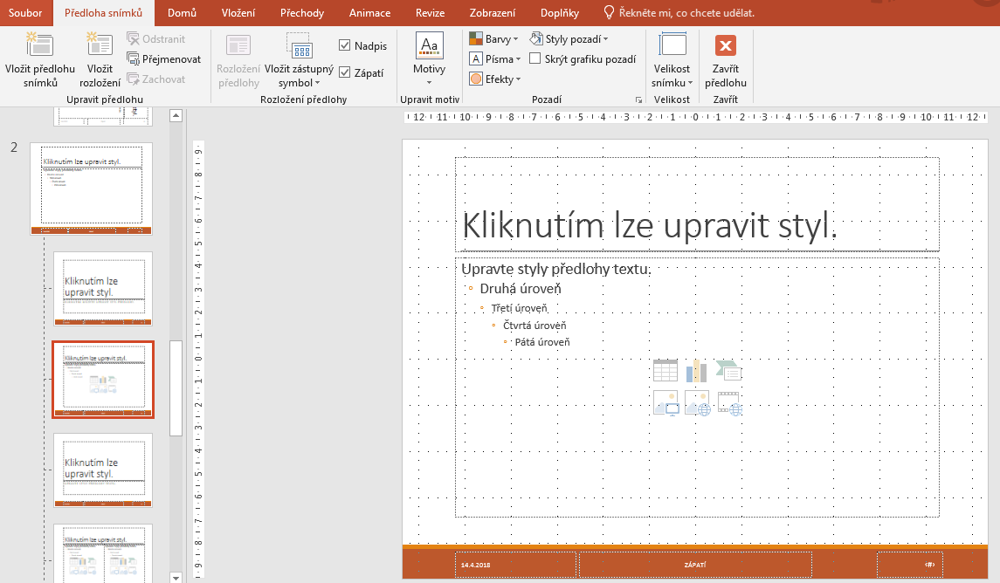 Soubor Předloha snímků Domů Vložení Přechody Animace Revize Zobrazení Doplňky Řekněte mi, co chcete udělat.
Vložit předlohu snímků
Vložit rozložení
Odstranit
Přejmenovat
Zachovat
Upravit předlohu
Rozložení předlohy
Vložit zástupný symbol
Nadpis
Zápatí
Rozložení předlohy
Aa
Motivy
Upravit motiv
Barvy
A Písma
Efekty
Styly pozadí
Skrýt grafiku pozadí
Pozadí
Velikost snímku
Velikost
Zavřít předlohu
Zavřít
12 11 10 9 8 7 6 5 4 3 2 1 0 1 2 3 4 5 6 7 8 9 10 11 12
9 8 7 6 5 4 3 2 1 0 1 2 3 4 5 6 7 8 9
2
Kliknutím lze upravit styl.
Kliknutím lze
upravit styl.
Kliknutím lze upravit styl.
Kliknutím lze
upravit styl.
Kliknutím lze upravit styl.
Kliknutím lze upravit styl.
Upravte styly předlohy textu.
Druhá úroveň
Třetí úroveň
Čtvrtá úroveň
Pátá úroveň
14.4.2018 ZÁPATÍ ‹#›